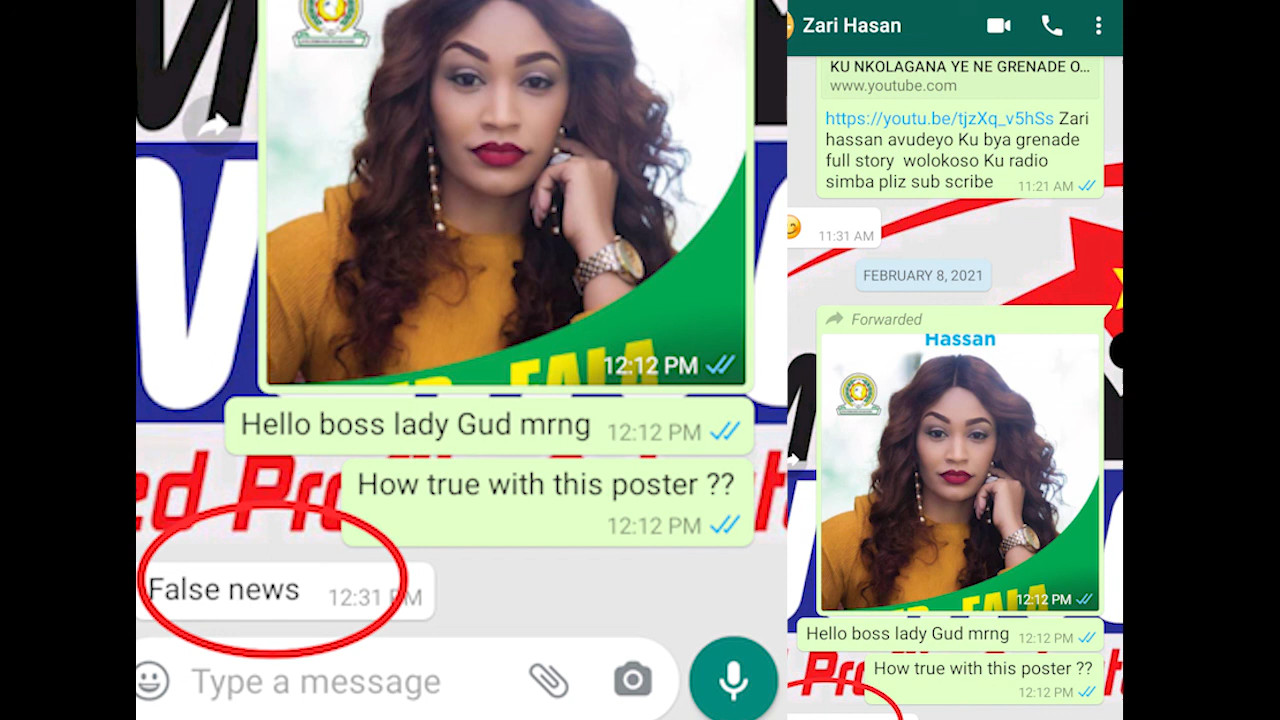 12:12 PM
Hello boss lady Gud mrng 12:12 PM
How true with this poster ??
12:12 PM
False news 12:31 PM
Type a message
Zari Hasan
KU NKOLAGANA YE NE GRENADE O...
www.youtube.com
https://youtu.be/tjzXq_v5hSs Zari
hassan avudeyo Ku bya grenade
full story wolokoso Ku radio
simba pliz sub scribe 11:21 AM
11:31 AM
FEBRUARY 8, 2021
Forwarded
Hassan
12:12 PM
Hello boss lady Gud mrng 12:12 PM
How true with this poster ??
12:12 PM